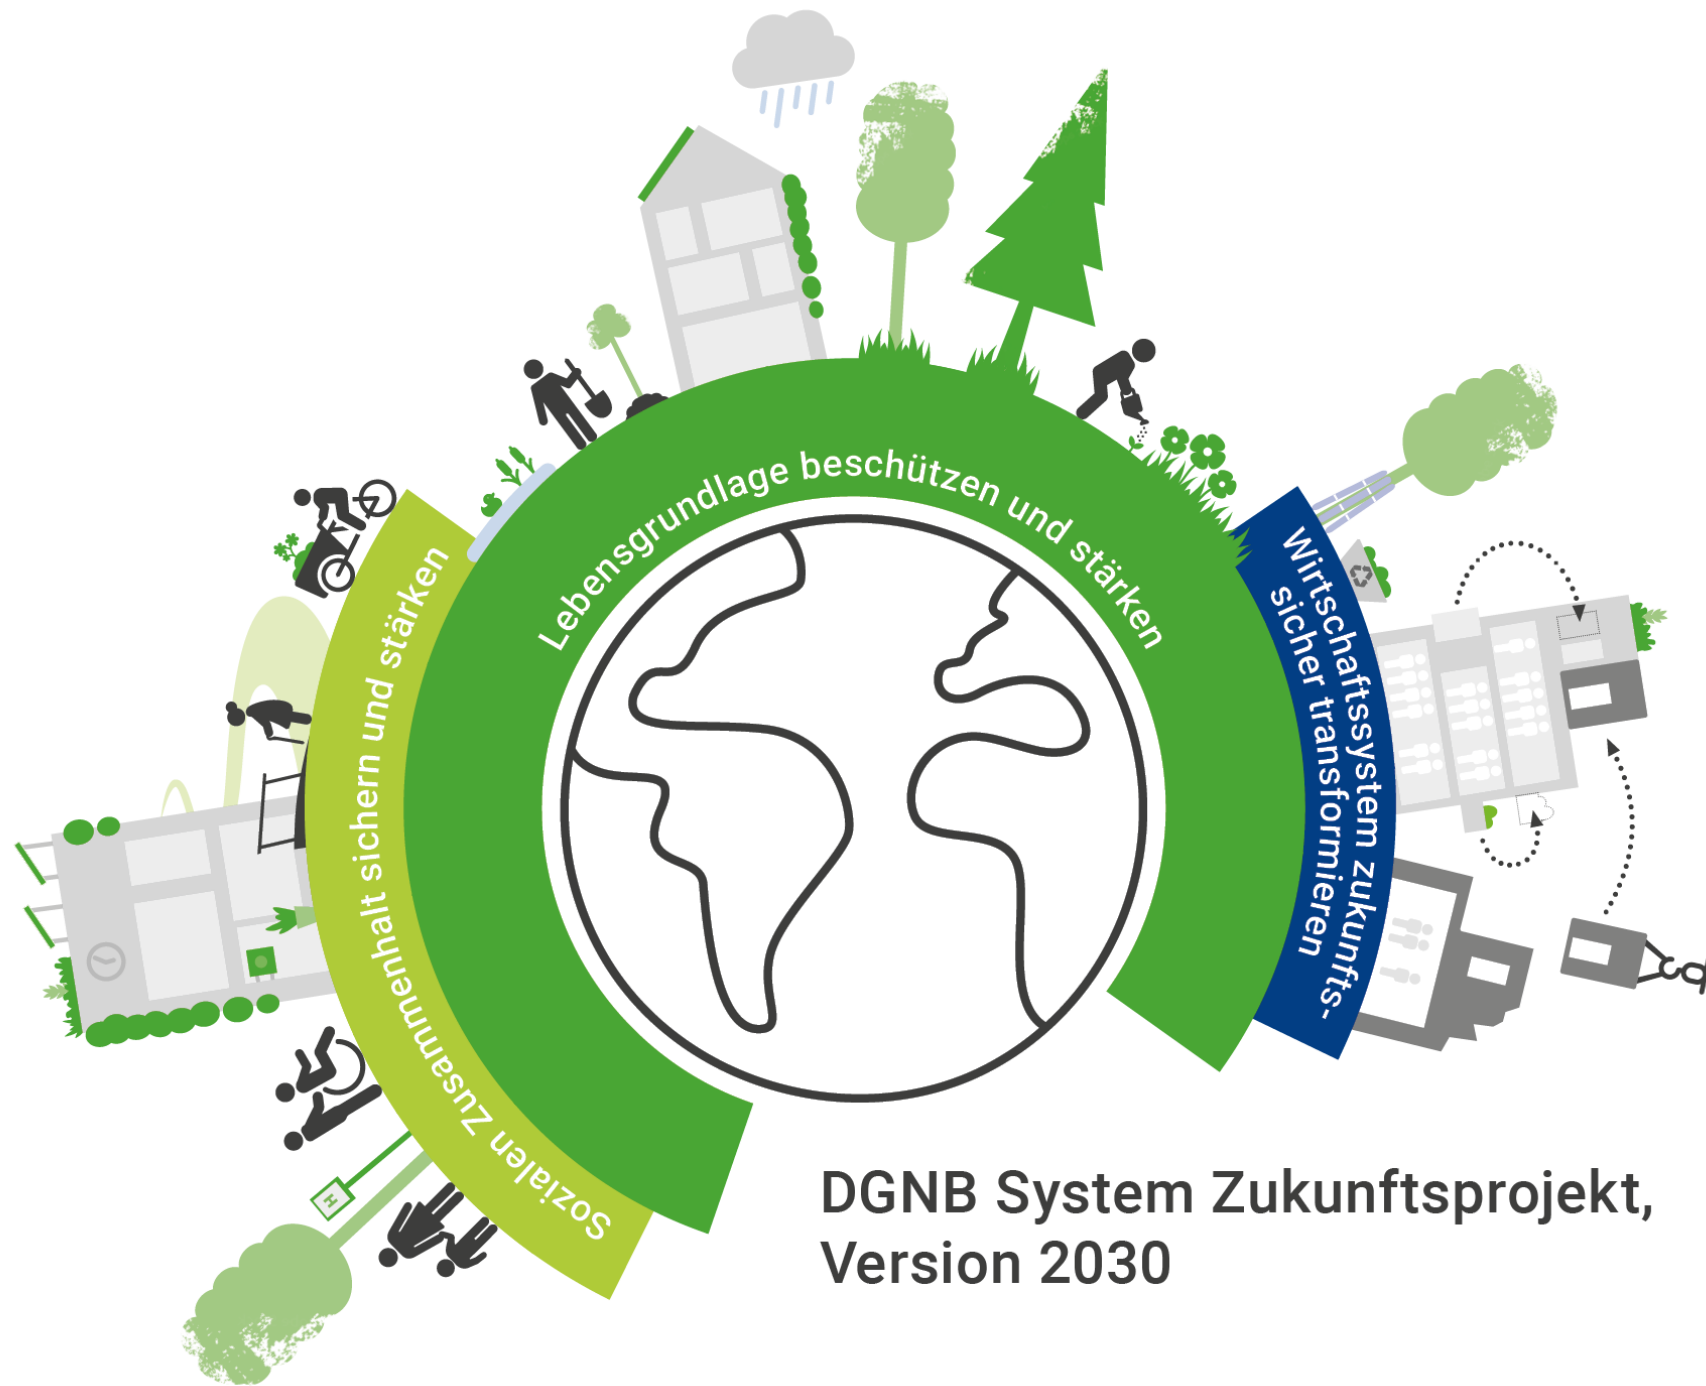 Lebensgrundlage beschützen und stärken
Sozialen Zusammenhalt sichern und stärken
Wirtschaftssystem zukunfts-
sicher transformieren
H
DGNB System Zukunftsprojekt,
Version 2030